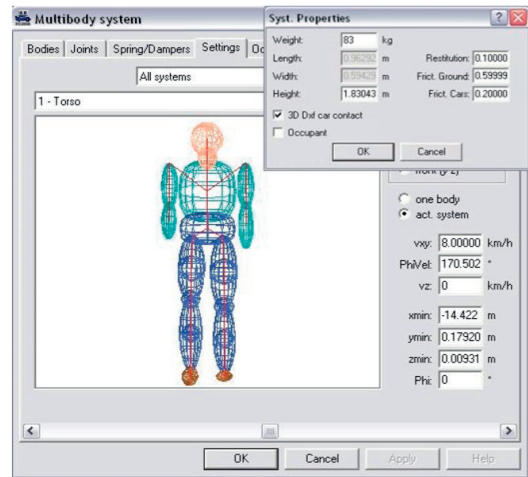 Multibody system
Bodies Joints Spring/Dampers Settings Oc
All systems
1 - Torso
Syst. Properties
Weight: 83 kg
Length: 0.96292 m Restitution: 0.10000
Width: 0.59429 m Frict. Ground: 0.59999
Height: 1.83043 m Frict. Cars: 0.20000
3D Dxf car contact
Occupant
OK Cancel
front (y-z)
one body
act. system
vxy: 8.00000 km/h
PhiVel: 170.502 °
vz: 0 km/h
xmin: -14.422 m
ymin: 0.17920 m
zmin: 0.00931 m
Phi: 0 °
OK Cancel Apply Help